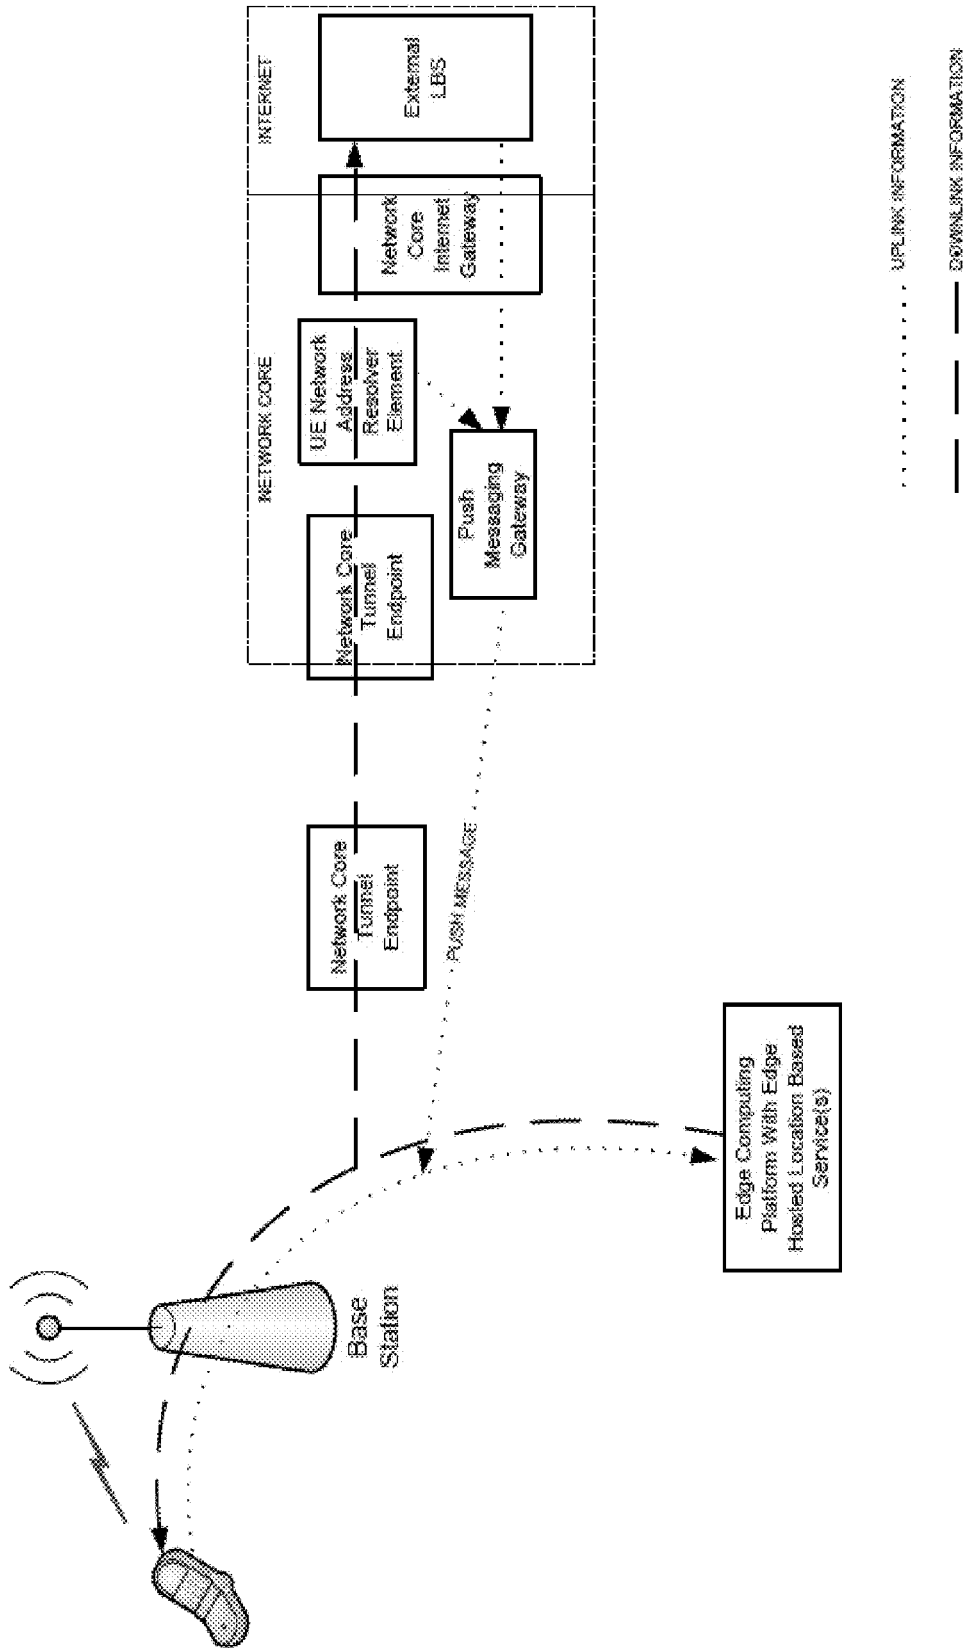 INTERNET
External
LBS
Network
Core
Internet
Gateway
NETWORK CORE
UE Network
Address
Resolver
Element
Push
Messaging
Gateway
Network Core
Tunnel
Endpoint
Network Core
Tunnel
Endpoint
PUSH MESSAGE
Edge Computing
Platform With Edge
Hosted Location Based
Service(s)
Base
Station
UPLINK INFORMATION
DOWNLINK INFORMATION